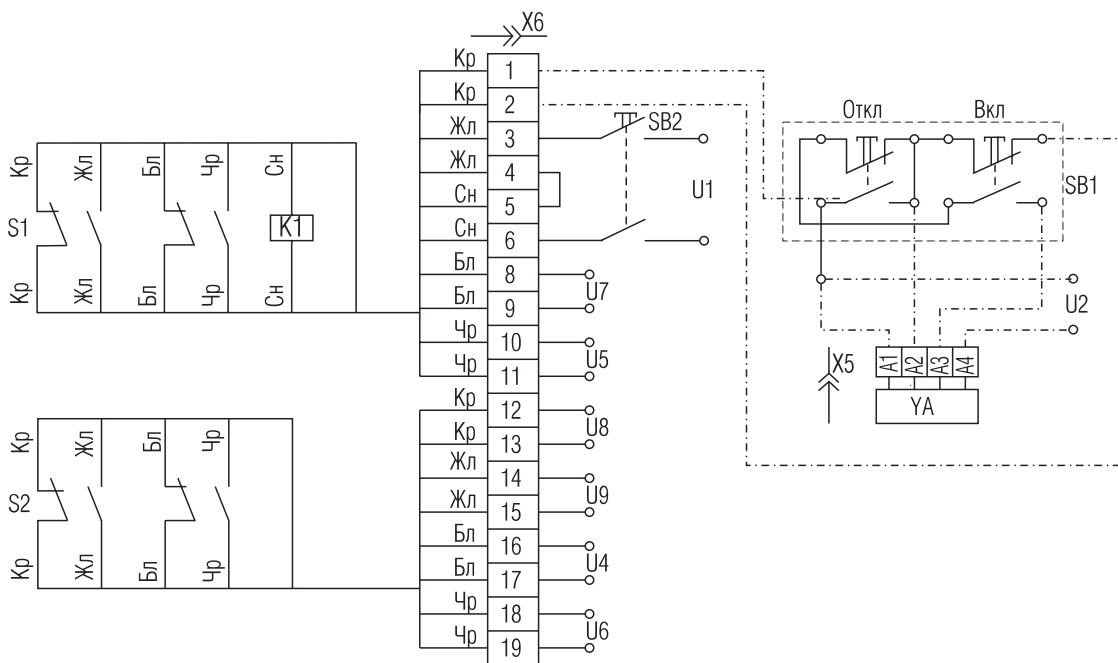 X6
Кр 1
Кр 2
Жл 3
Жл 4
Сн 5
Сн 6
Бл 8
Бл 9
Чр 10
Чр 11
Кр 12
Кр 13
Жл 14
Жл 15
Бл 16
Бл 17
Чр 18
Чр 19
Кр Жл Бл Чр Сн
S1 K1
Кр Жл Бл Чр Сн
Кр Жл Бл Чр
S2
Кр Жл Бл Чр
SB2
U1
U7
U5
U8
U9
U4
U6
Откл Вкл
SB1
U2
X5
A1 A2 A3 A4
YA